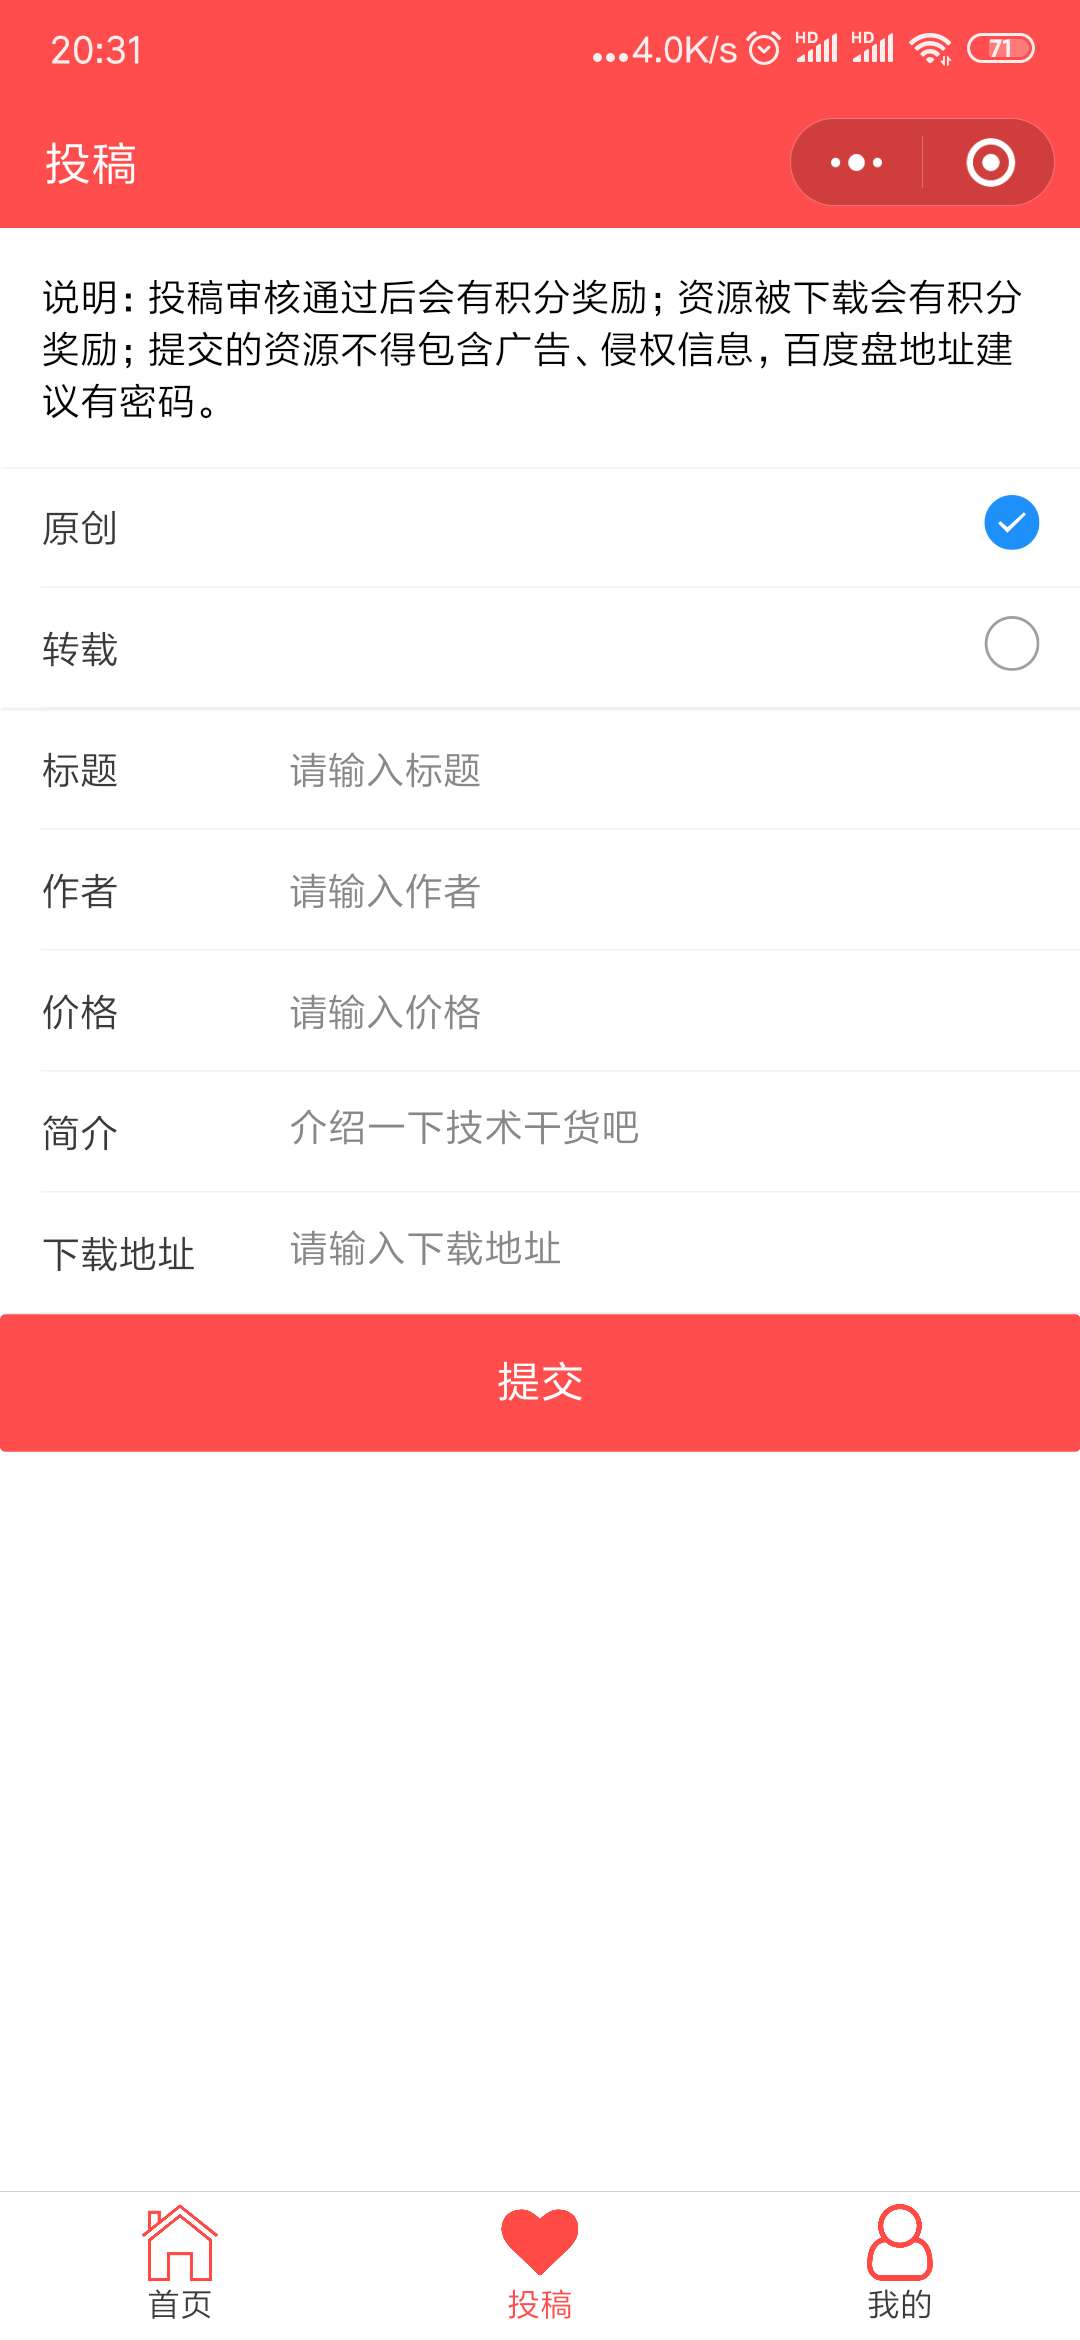 20:31
...4.0K/s HD HD 71
投稿
说明：投稿审核通过后会有积分奖励；资源被下载会有积分
奖励；提交的资源不得包含广告、侵权信息，百度盘地址建
议有密码。
原创
转载
标题 请输入标题
作者 请输入作者
价格 请输入价格
简介 介绍一下技术干货吧
下载地址 请输入下载地址
提交
首页 投稿 我的